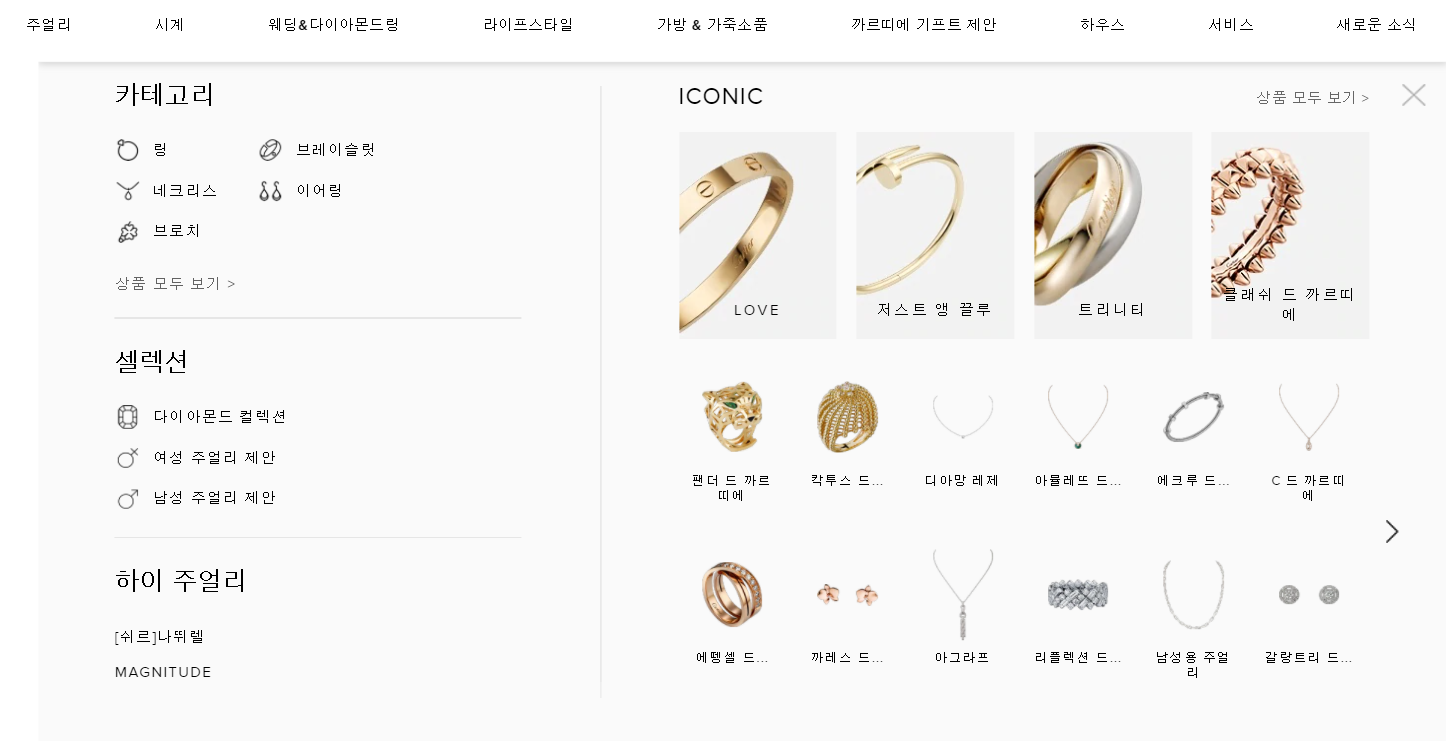 주얼리
시계
웨딩&다이아몬드링
라이프스타일
가방 & 가죽소품
까르띠에 기프트 제안
하우스
서비스
새로운 소식
카테고리
링
브레이슬릿
네크리스
이어링
브로치
상품 모두 보기 >
셀렉션
다이아몬드 컬렉션
여성 주얼리 제안
남성 주얼리 제안
하이 주얼리
[쉬르]나뛰렐
MAGNITUDE
ICONIC
상품 모두 보기 >
LOVE
저스트 앵 끌루
트리니티
클래쉬 드 까르띠
에
팬더 드 까르
띠에
칵투스 드...
디아망 레제
아뮬레뜨 드...
에크루 드...
C 드 까르띠
에
에뗑셀 드...
까레스 드...
아그라프
리플렉션 드...
남성용 주얼
리
갈랑트리 드...